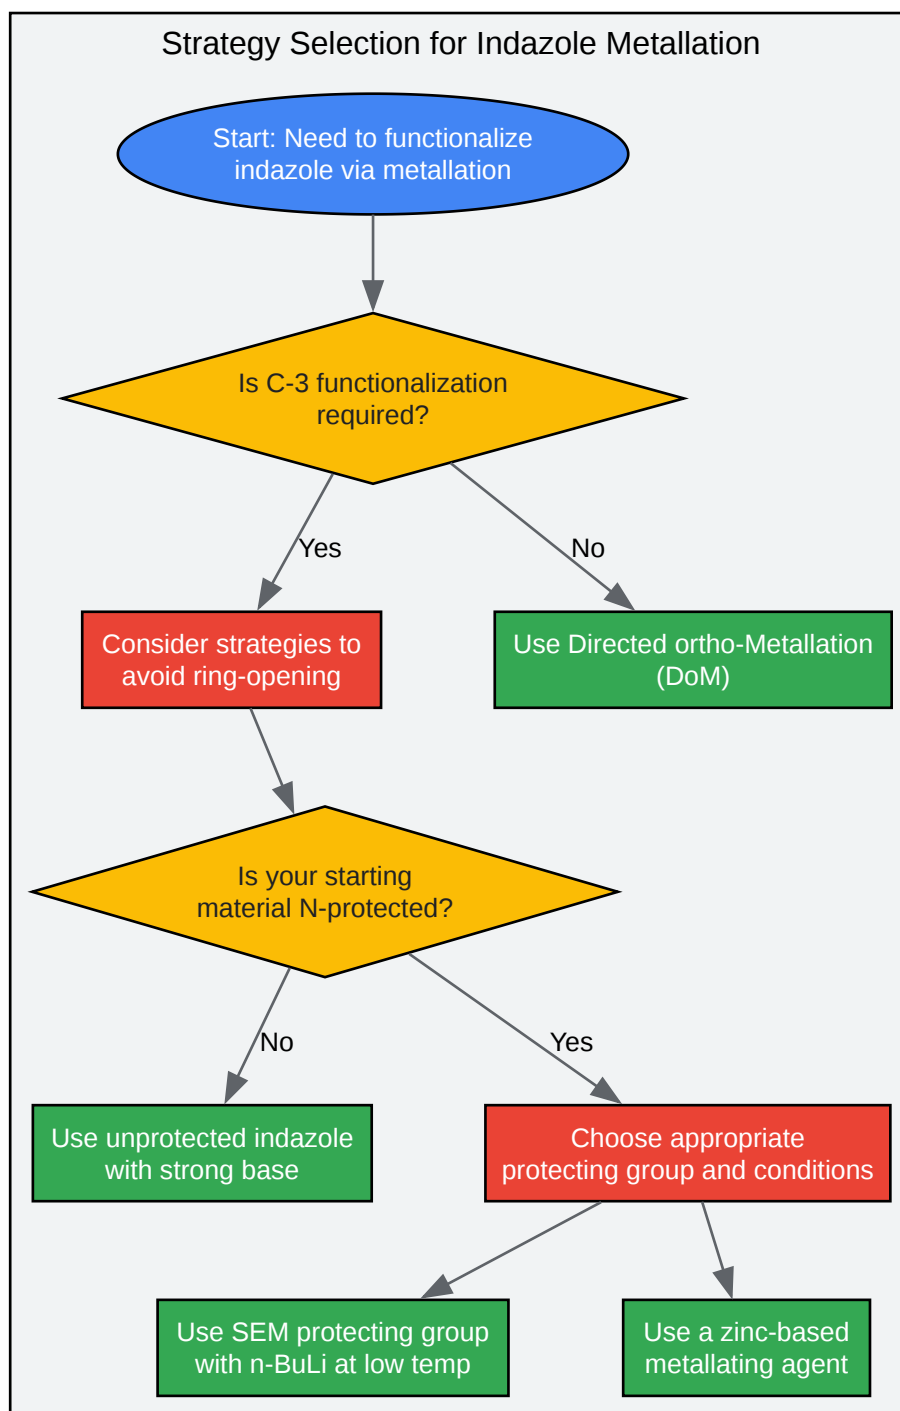 Strategy Selection for Indazole Metallation
Start: Need to functionalize
indazole via metallation
Is C-3 functionalization
required?
Yes
No
Consider strategies to
avoid ring-opening
Use Directed ortho-Metallation
(DoM)
Is your starting
material N-protected?
No
Yes
Use unprotected indazole
with strong base
Choose appropriate
protecting group and conditions
Use SEM protecting group
with n-BuLi at low temp
Use a zinc-based
metallating agent